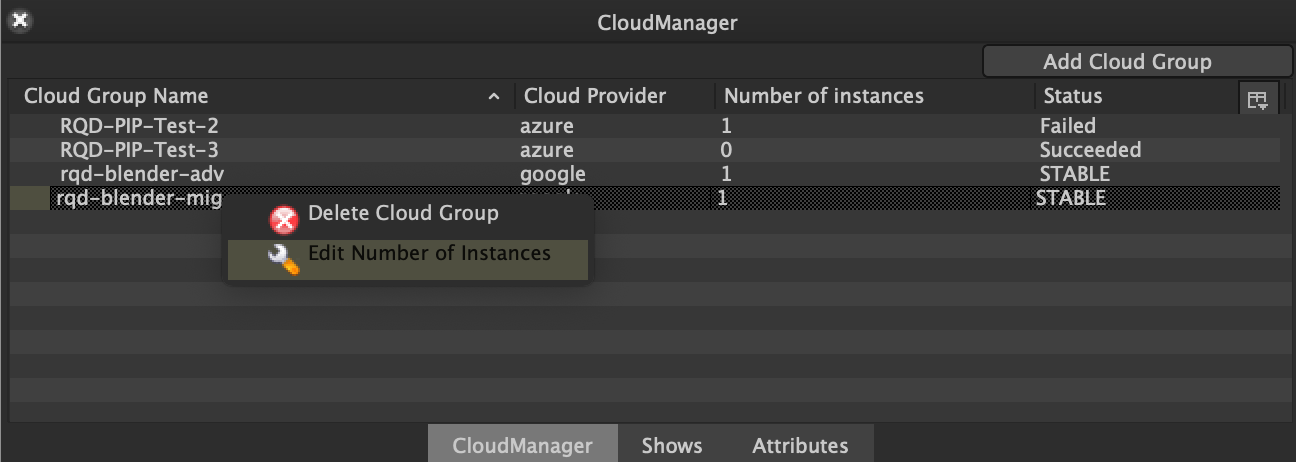 CloudManager
Add Cloud Group
Cloud Group Name Cloud Provider Number of instances Status
RQD-PIP-Test-2 azure 1 Failed
RQD-PIP-Test-3 azure 0 Succeeded
rqd-blender-adv google 1 STABLE
rqd-blender-mig 1 STABLE
Delete Cloud Group
Edit Number of Instances
CloudManager Shows Attributes